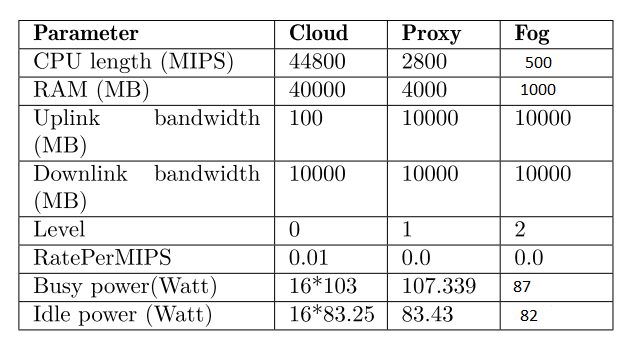 Parameter Cloud Proxy Fog
CPU length (MIPS) 44800 2800 500
RAM (MB) 40000 4000 1000
Uplink bandwidth 100 10000 10000
(MB)
Downlink bandwidth 10000 10000 10000
(MB)
Level 0 1 2
RatePerMIPS 0.01 0.0 0.0
Busy power(Watt) 16*103 107.339 87
Idle power (Watt) 16*83.25 83.43 82